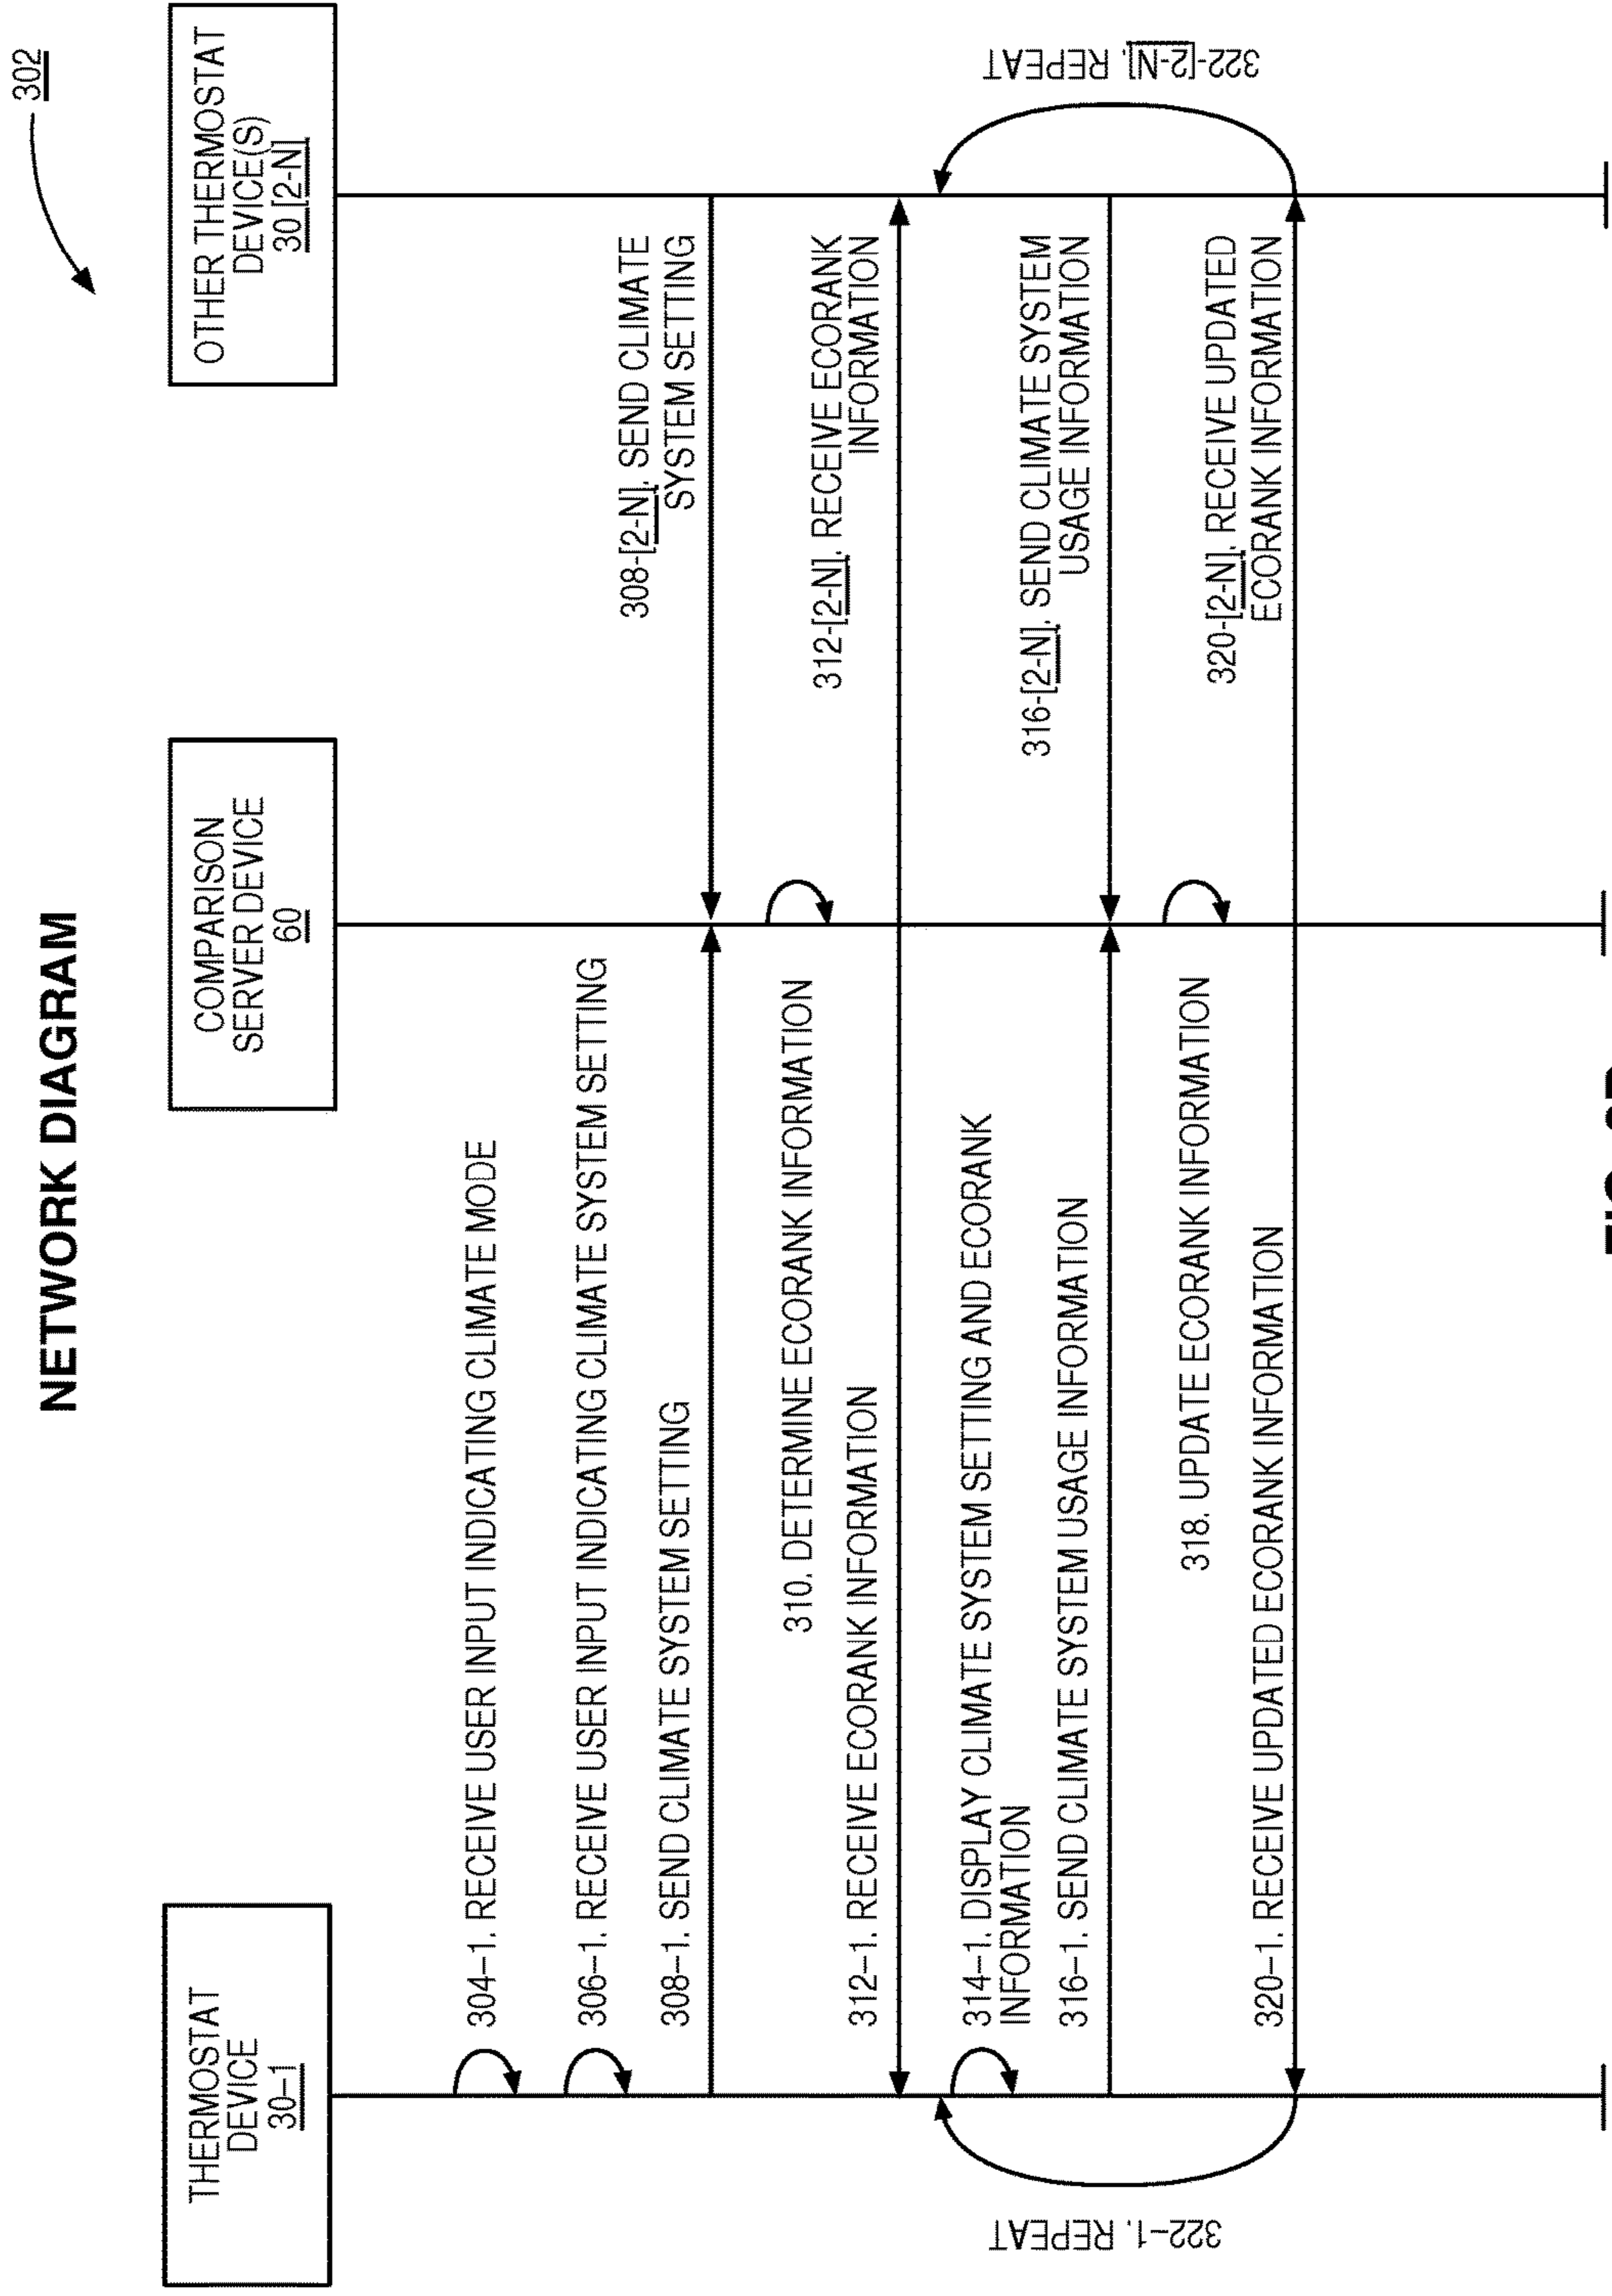 NETWORK DIAGRAM
302
THERMOSTAT
DEVICE
30–1
COMPARISON
SERVER DEVICE
60
OTHER THERMOSTAT
DEVICE(S)
30 [2-N]
304–1. RECEIVE USER INPUT INDICATING CLIMATE MODE
306–1. RECEIVE USER INPUT INDICATING CLIMATE SYSTEM SETTING
308–1. SEND CLIMATE SYSTEM SETTING
308-[2-N]. SEND CLIMATE
SYSTEM SETTING
310. DETERMINE ECORANK INFORMATION
312–1. RECEIVE ECORANK INFORMATION
312-[2-N]. RECEIVE ECORANK
INFORMATION
314–1. DISPLAY CLIMATE SYSTEM SETTING AND ECORANK
INFORMATION
316–1. SEND CLIMATE SYSTEM USAGE INFORMATION
316-[2-N]. SEND CLIMATE SYSTEM
USAGE INFORMATION
318. UPDATE ECORANK INFORMATION
320–1. RECEIVE UPDATED ECORANK INFORMATION
320-[2-N]. RECEIVE UPDATED
ECORANK INFORMATION
322–1. REPEAT
322-[2-N]. REPEAT